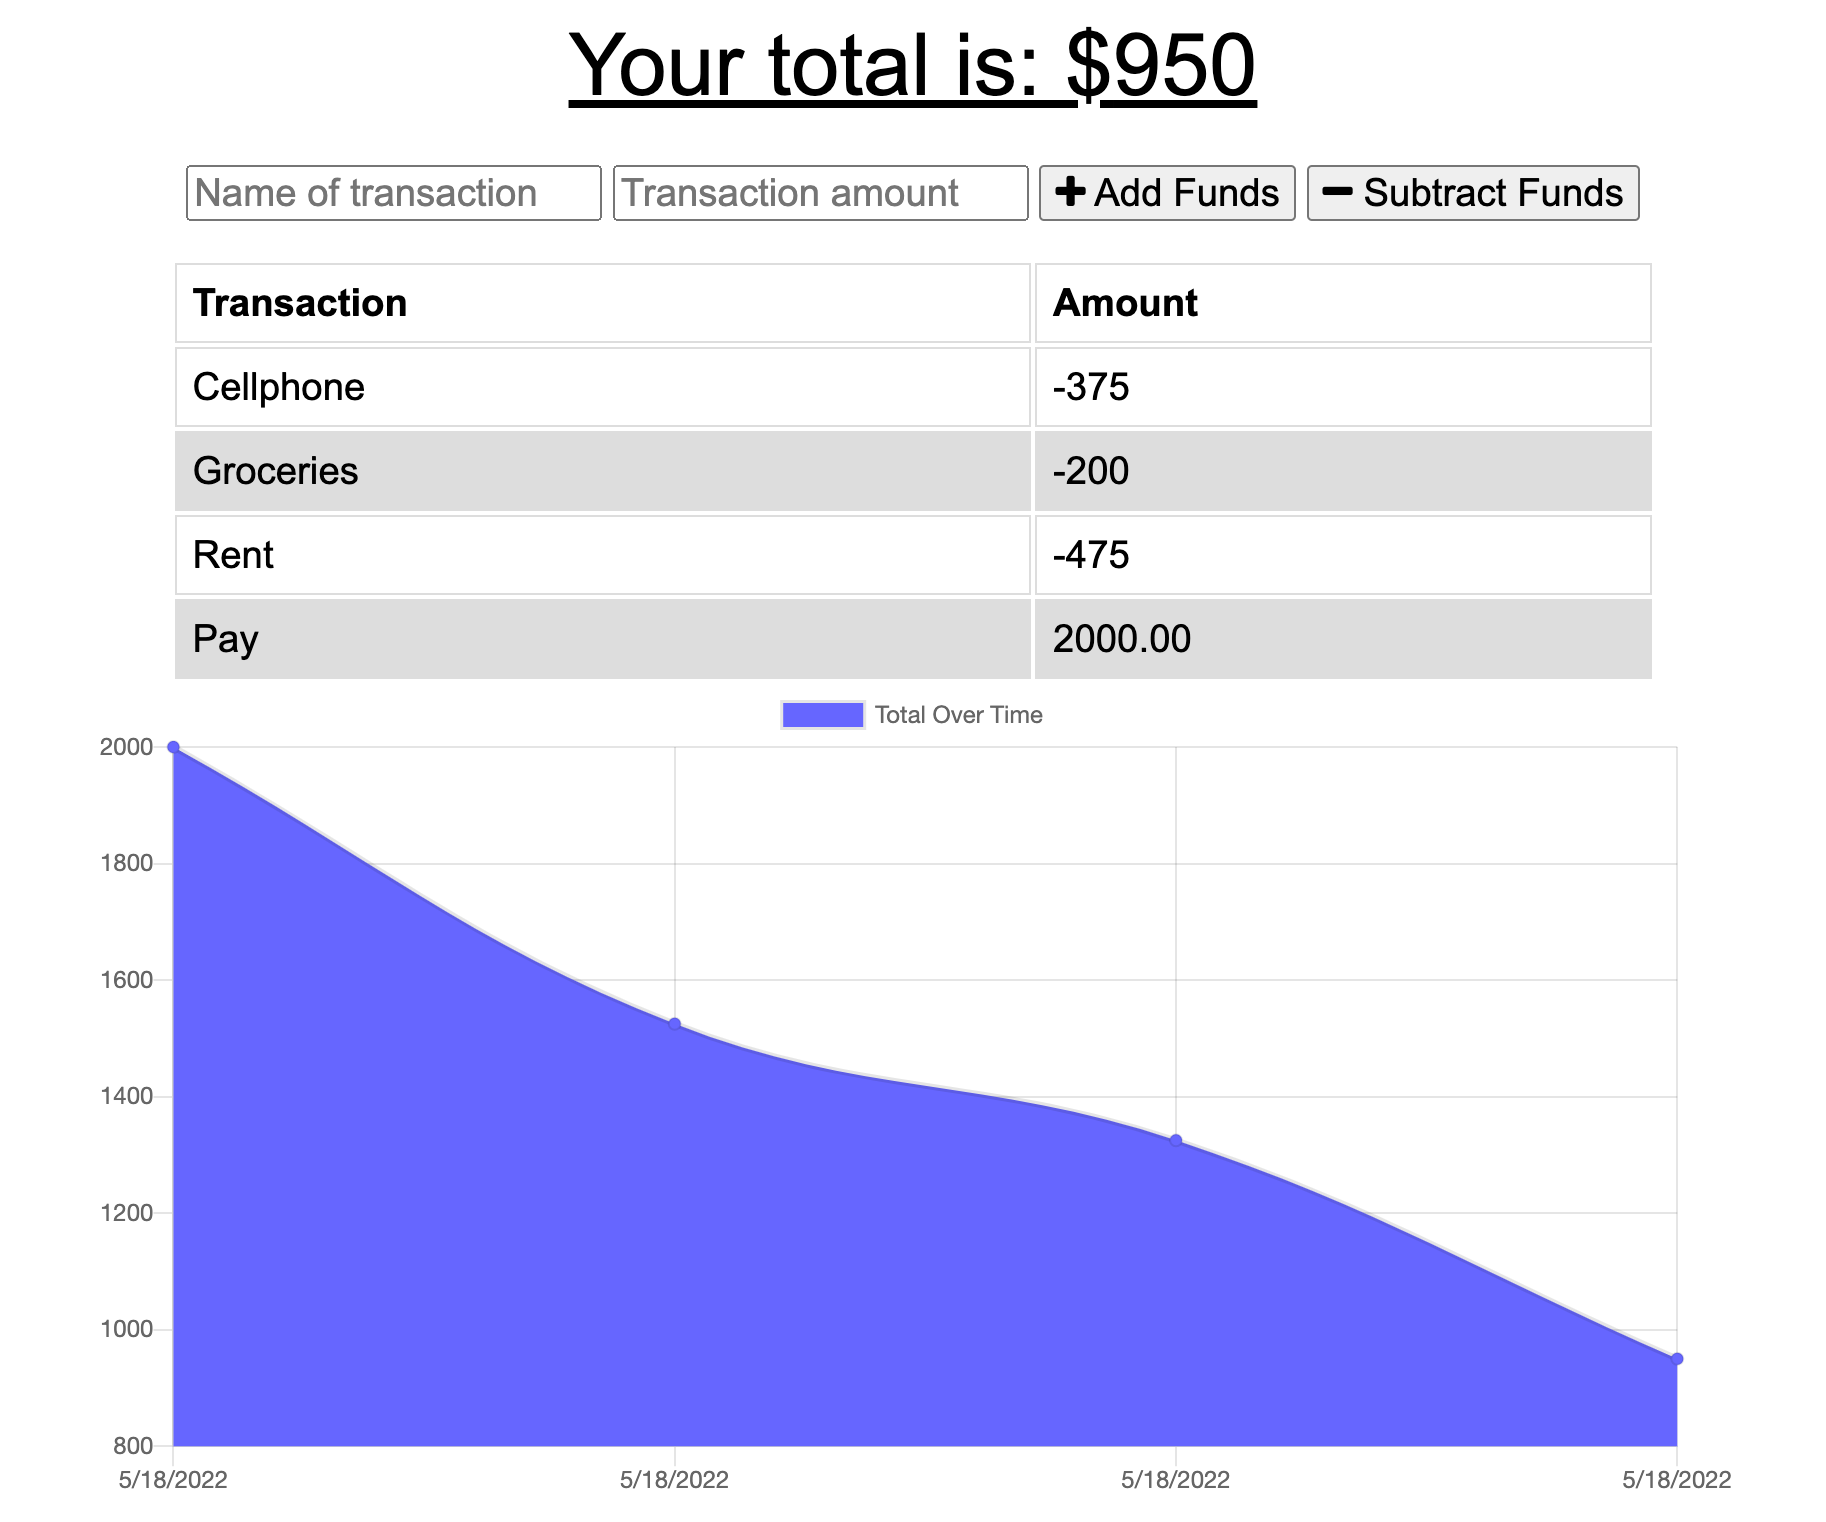 Your total is: $950
Name of transaction Transaction amount Add Funds Subtract Funds
Transaction Amount
Cellphone -375
Groceries -200
Rent -475
Pay 2000.00
Total Over Time
2000
1800
1600
1400
1200
1000
800
5/18/2022 5/18/2022 5/18/2022 5/18/2022